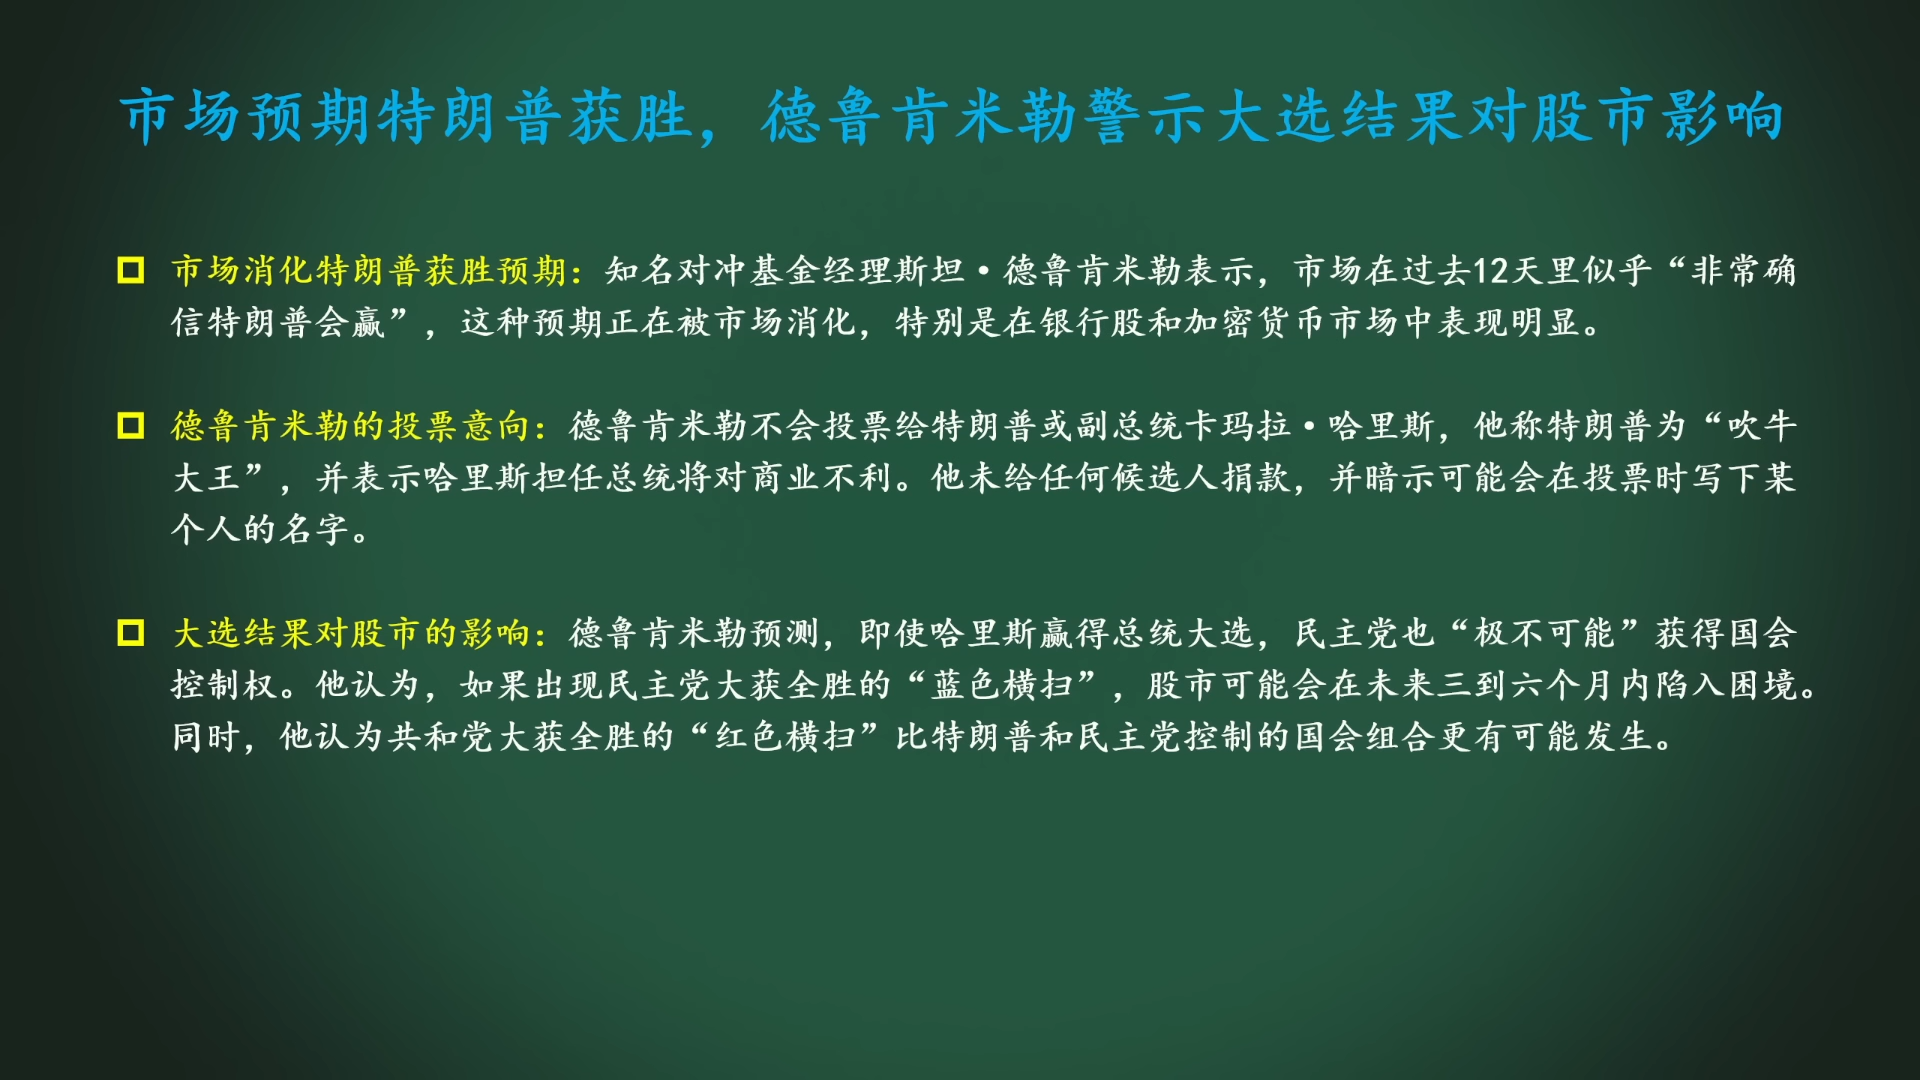 市场预期特朗普获胜，德鲁肯米勒警示大选结果对股市影响
市场消化特朗普获胜预期：知名对冲基金经理斯坦·德鲁肯米勒表示，市场在过去12天里似乎“非常确
信特朗普会赢”，这种预期正在被市场消化，特别是在银行股和加密货币市场中表现明显。
德鲁肯米勒的投票意向：德鲁肯米勒不会投票给特朗普或副总统卡玛拉·哈里斯，他称特朗普为“吹牛
大王”，并表示哈里斯担任总统将对商业不利。他未给任何候选人捐款，并暗示可能会在投票时写下某
个人的名字。
大选结果对股市的影响：德鲁肯米勒预测，即使哈里斯赢得总统大选，民主党也“极不可能”获得国会
控制权。他认为，如果出现民主党大获全胜的“蓝色横扫”，股市可能会在未来三到六个月内陷入困境。
同时，他认为共和党大获全胜的“红色横扫”比特朗普和民主党控制的国会组合更有可能发生。